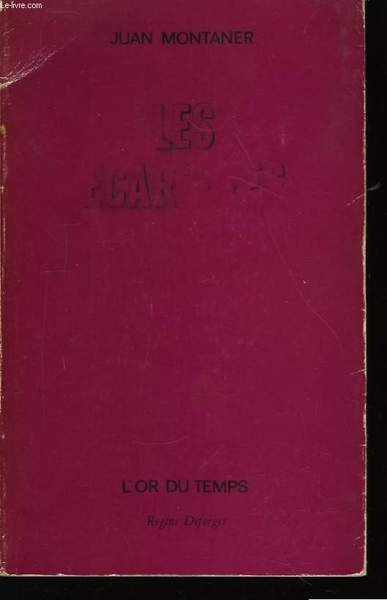 Le-livre.com
JUAN MONTANER
LES
L'OR DU TEMPS
Régine Deforges